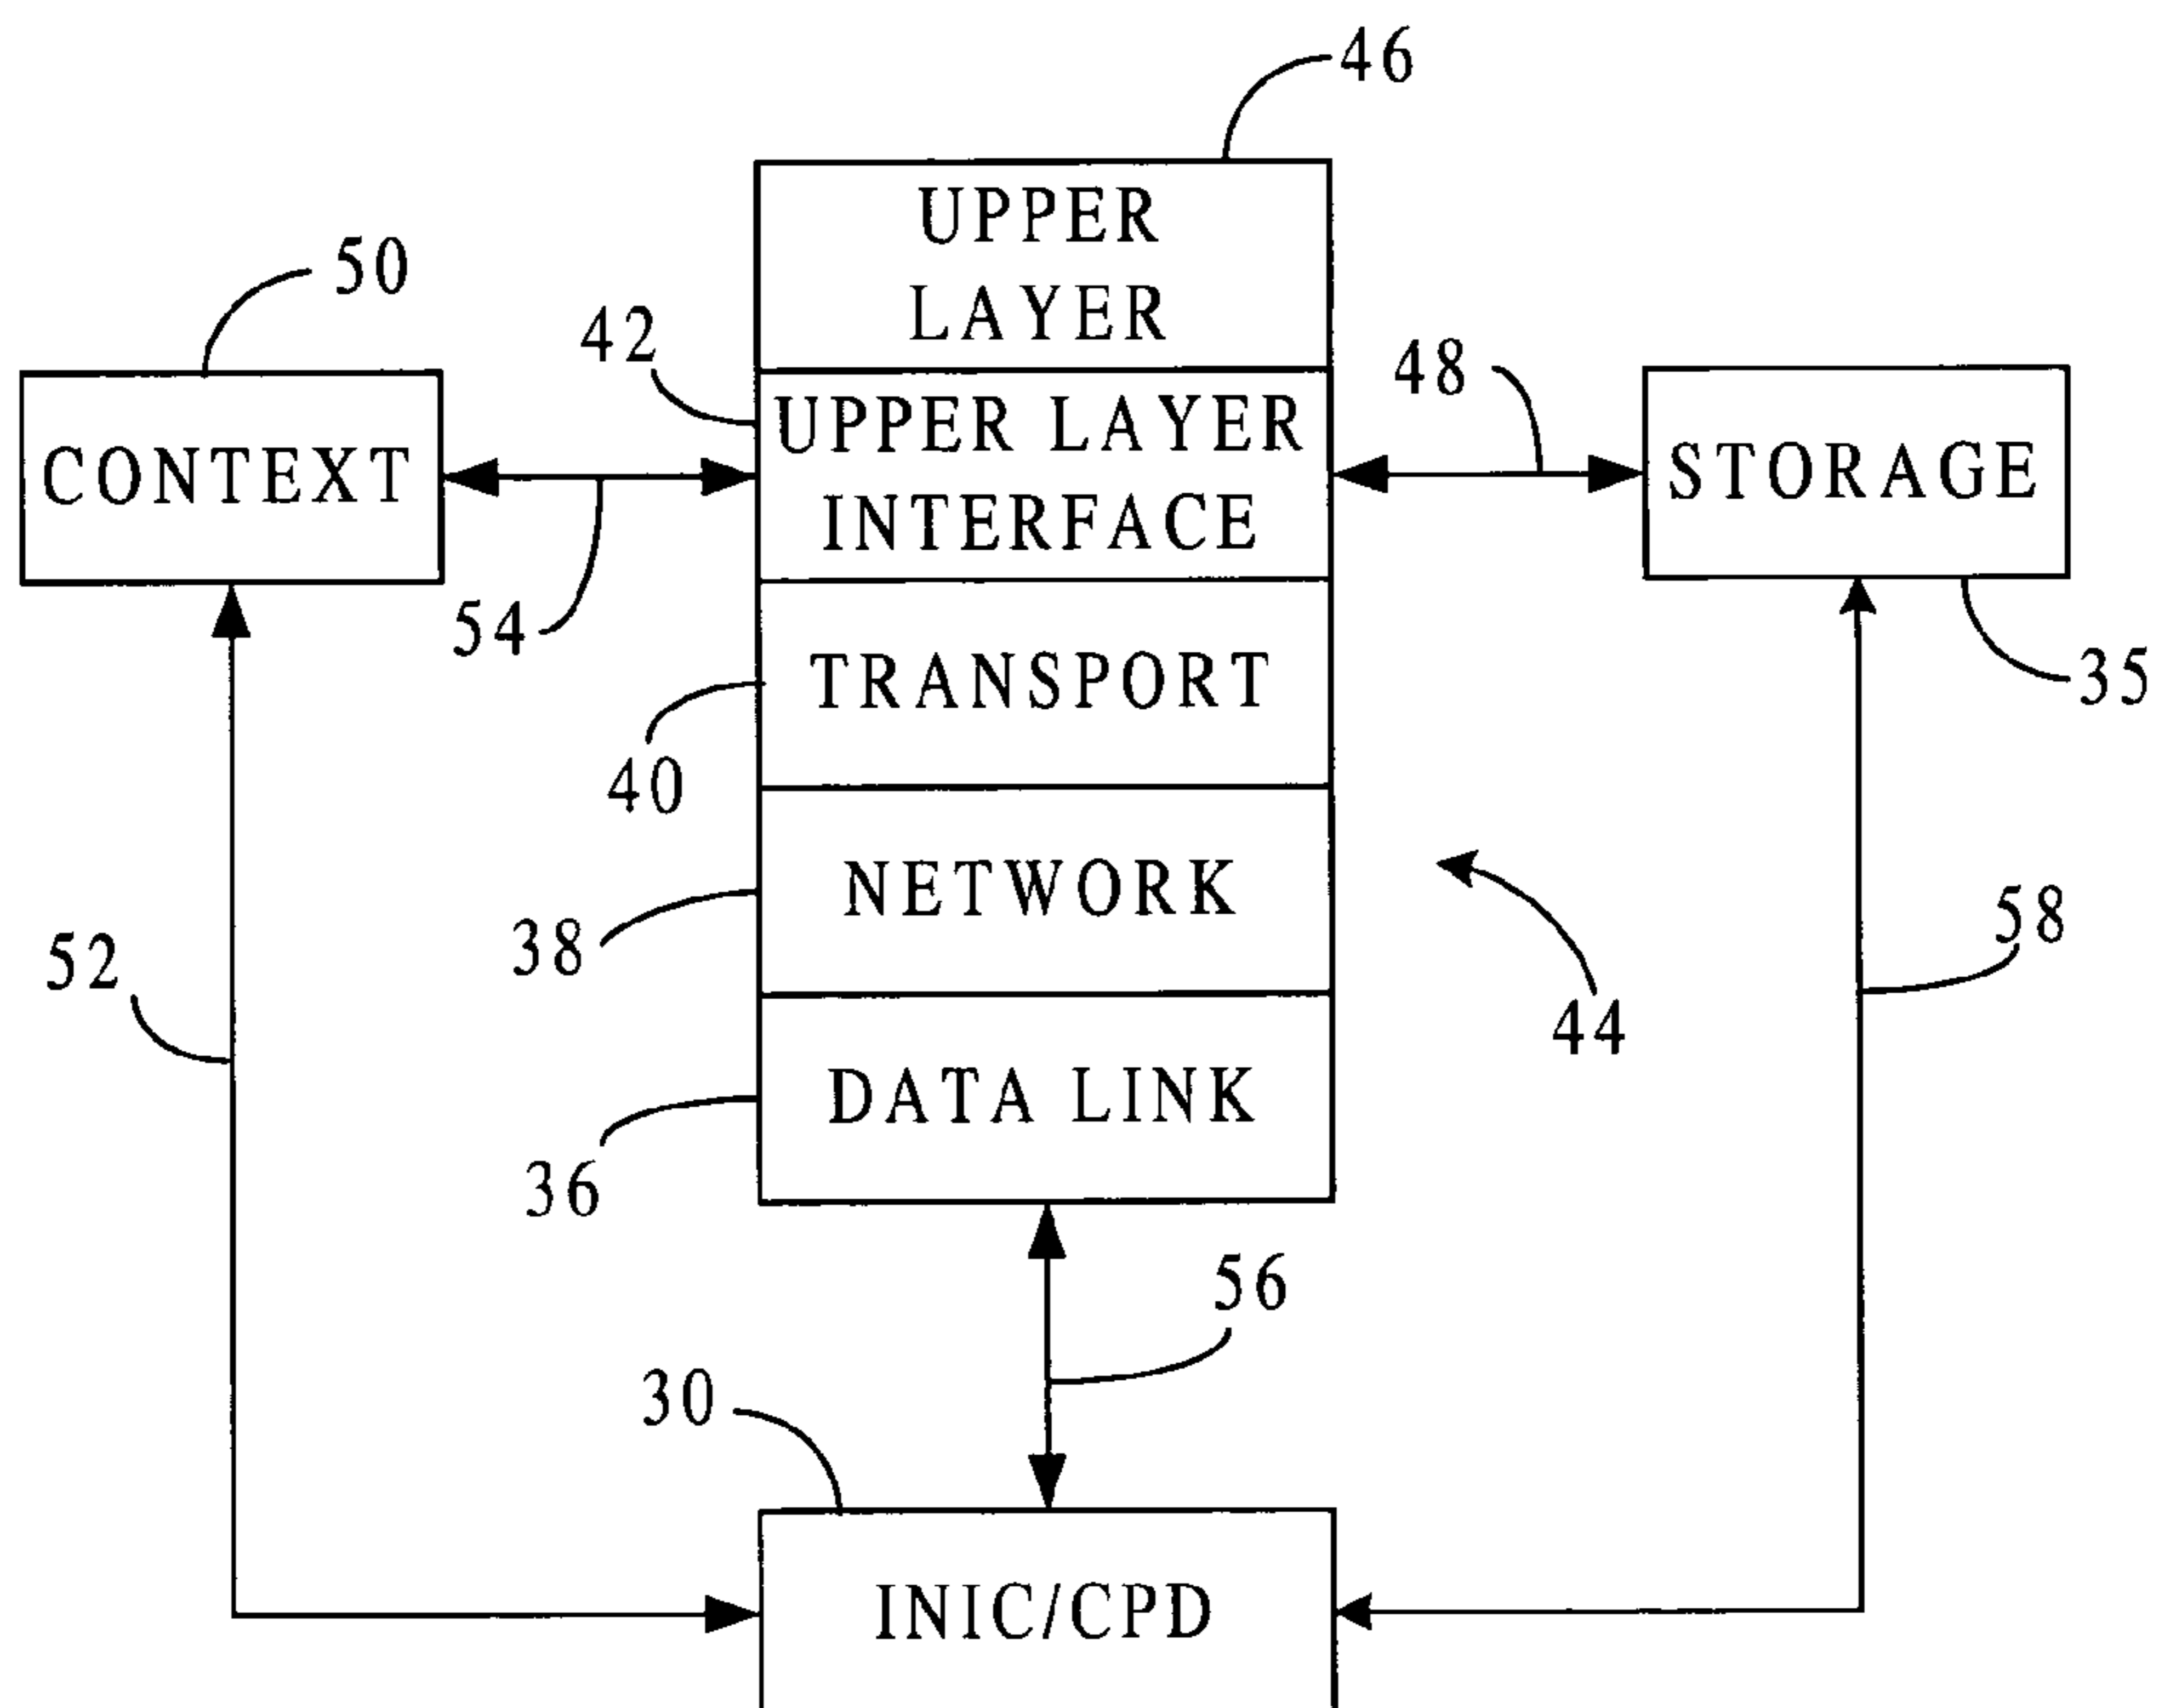 46
UPPER
LAYER
50
42
UPPER LAYER
INTERFACE
48
CONTEXT
STORAGE
54
TRANSPORT
35
40
NETWORK
38
58
52
44
DATA LINK
36
56
30
INIC/CPD